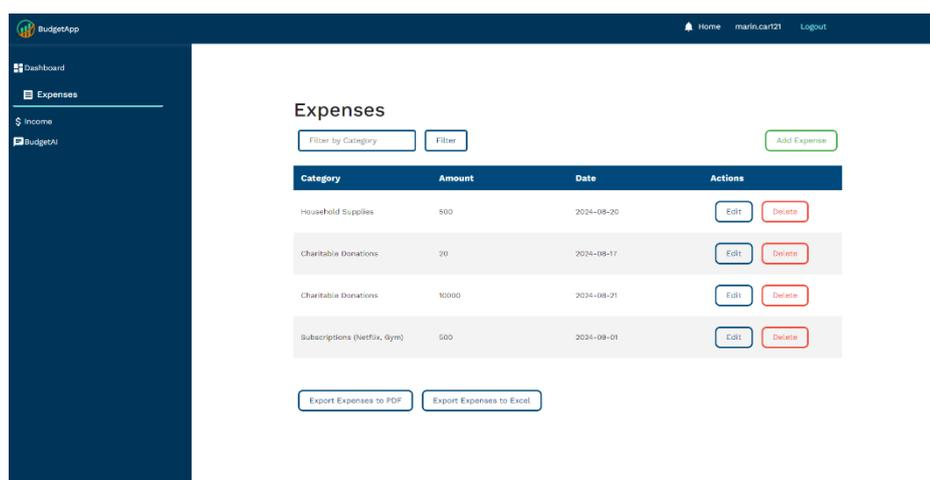 BudgetApp
Home marin.car121 Logout
Dashboard
Expenses
$ Income
BudgetAI
Expenses
Filter by Category Filter Add Expense
Category Amount Date Actions
Household Supplies 500 2024-08-20 Edit Delete
Charitable Donations 20 2024-08-17 Edit Delete
Charitable Donations 10000 2024-08-21 Edit Delete
Subscriptions (Netflix, Gym) 500 2024-09-01 Edit Delete
Export Expenses to PDF Export Expenses to Excel